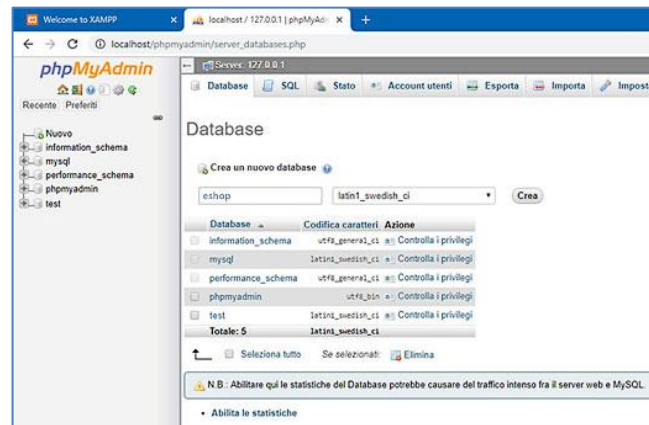 Welcome to XAMPP
localhost / 127.0.0.1 | phpMyAd
localhost/phpmyadmin/server_databases.php
phpMyAdmin
Recente Preferiti
Nuovo
information_schema
mysql
performance_schema
phpmyadmin
test
Server: 127.0.0.1
Database SQL Stato Account utenti Esporta Importa Impost
Database
Crea un nuovo database
eshop latin1_swedish_ci Crea
Database Codifica caratteri Azione
information_schema utf8_general_ci Controlla i privilegi
mysql latin1_swedish_ci Controlla i privilegi
performance_schema utf8_general_ci Controlla i privilegi
phpmyadmin utf8_bin Controlla i privilegi
test latin1_swedish_ci Controlla i privilegi
Totale: 5 latin1_swedish_ci
Seleziona tutto Se selezionati: Elimina
N.B.: Abilitare qui le statistiche del Database potrebbe causare del traffico intenso fra il server web e MySQL.
Abilita le statistiche